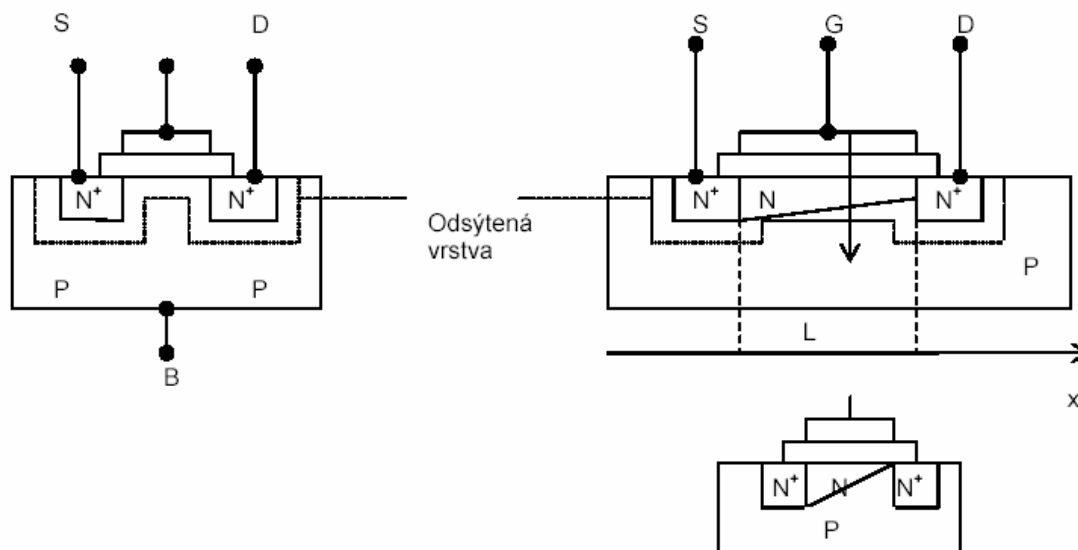 S D
S G D
N⁺ N⁺
N⁺ N N⁺
Odsýtená
vrstva
P P
P
L
B
x
N⁺ N N⁺
P